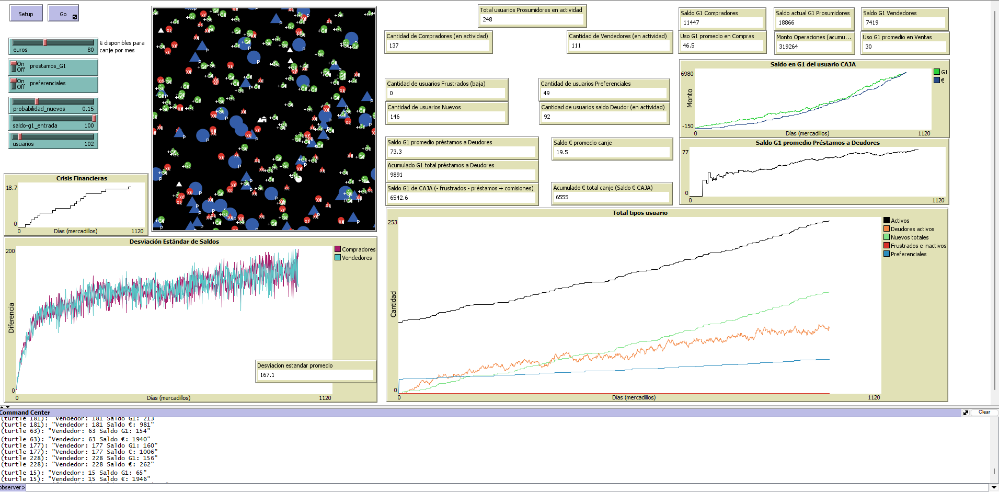 Setup
Go
euros
80
€ disponibles para
canje por mes
On
Off
prestamos_G1
On
Off
preferenciales
probabilidad_nuevos
0.15
saldo-g1_entrada
100
usuarios
102
Total usuarios Prosumidores en actividad
248
Cantidad de Compradores (en actividad)
137
Cantidad de Vendedores (en actividad)
111
Saldo G1 Compradores
11447
Saldo actual G1 Prosumidores
18866
Saldo G1 Vendedores
7419
Uso G1 promedio en Compras
46.5
Monto Operaciones (acumu...
319264
Uso G1 promedio en Ventas
30
Cantidad de usuarios Frustrados (baja)
0
Cantidad de usuarios Preferenciales
49
Cantidad de usuarios Nuevos
146
Cantidad de usuarios saldo Deudor (en actividad)
92
Saldo G1 promedio préstamos a Deudores
73.3
Saldo € promedio canje
19.5
Acumulado G1 total préstamos a Deudores
9891
Saldo G1 de CAJA (- frustrados - préstamos + comisiones)
6542.6
Acumulado € total canje (Saldo € CAJA)
6555
Saldo en G1 del usuario CAJA
6980
Monto
-150
0
Días (mercadillos)
1120
G1
€
Saldo G1 promedio Préstamos a Deudores
77
0
0
1120
Crisis Financieras
18.7
0
0
Días (mercadillos)
1120
Desviación Estándar de Saldos
200
Diferencia
0
0
Días (mercadillos)
1120
Compradores
Vendedores
Desviacion estandar promedio
167.1
Total tipos usuario
253
Cantidad
0
0
Días (mercadillos)
1120
Activos
Deudores activos
Nuevos totales
Frustrados e inactivos
Preferenciales
Command Center
Clear
(turtle 181): "Vendedor: 181 Saldo G1: 213
(turtle 181): "Vendedor: 181 Saldo €: 981"
(turtle 63): "Vendedor: 63 Saldo G1: 154"
(turtle 63): "Vendedor: 63 Saldo €: 1940"
(turtle 177): "Vendedor: 177 Saldo G1: 160"
(turtle 177): "Vendedor: 177 Saldo €: 1006"
(turtle 228): "Vendedor: 228 Saldo G1: 156"
(turtle 228): "Vendedor: 228 Saldo €: 262"
(turtle 15): "Vendedor: 15 Saldo G1: 65"
(turtle 15): "Vendedor: 15 Saldo €: 1946"
observer>